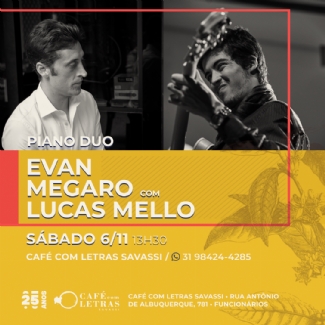 PIANO DUO
EVAN
MEGARO COM
LUCAS MELLO
SÁBADO 6/11 13H30
CAFÉ COM LETRAS SAVASSI / 31 98424-4285
25 ANOS
CAFÉ COM
LETRAS
CAFÉ COM LETRAS SAVASSI - RUA ANTÔNIO
DE ALBUQUERQUE, 781 - FUNCIONÁRIOS